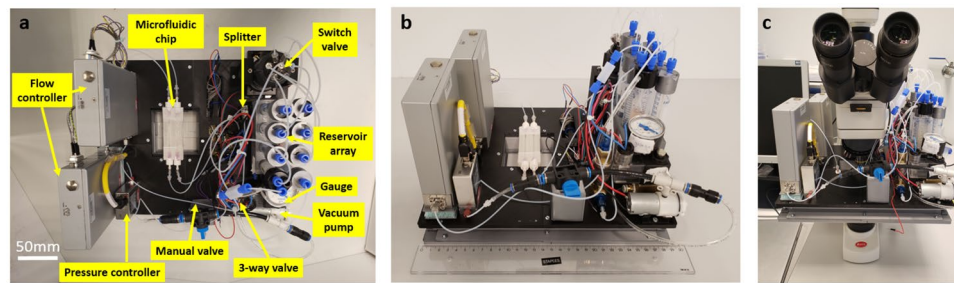 a
Microfluidic
chip
Splitter
Switch
valve
Flow
controller
Reservoir
array
Gauge
Vacuum
pump
Manual valve
3-way valve
Pressure controller
50mm
b
c